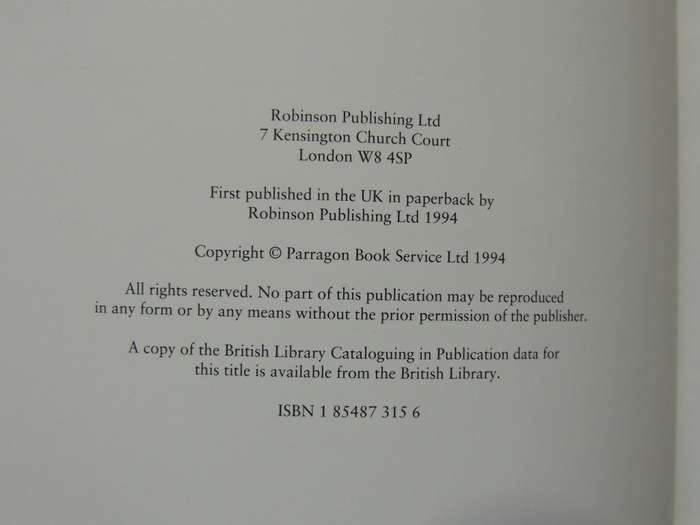 Robinson Publishing Ltd
7 Kensington Church Court
London W8 4SP
First published in the UK in paperback by
Robinson Publishing Ltd 1994
Copyright © Parragon Book Service Ltd 1994
All rights reserved. No part of this publication may be reproduced
in any form or by any means without the prior permission of the publisher.
A copy of the British Library Cataloguing in Publication data for
this title is available from the British Library.
ISBN 1 85487 315 6